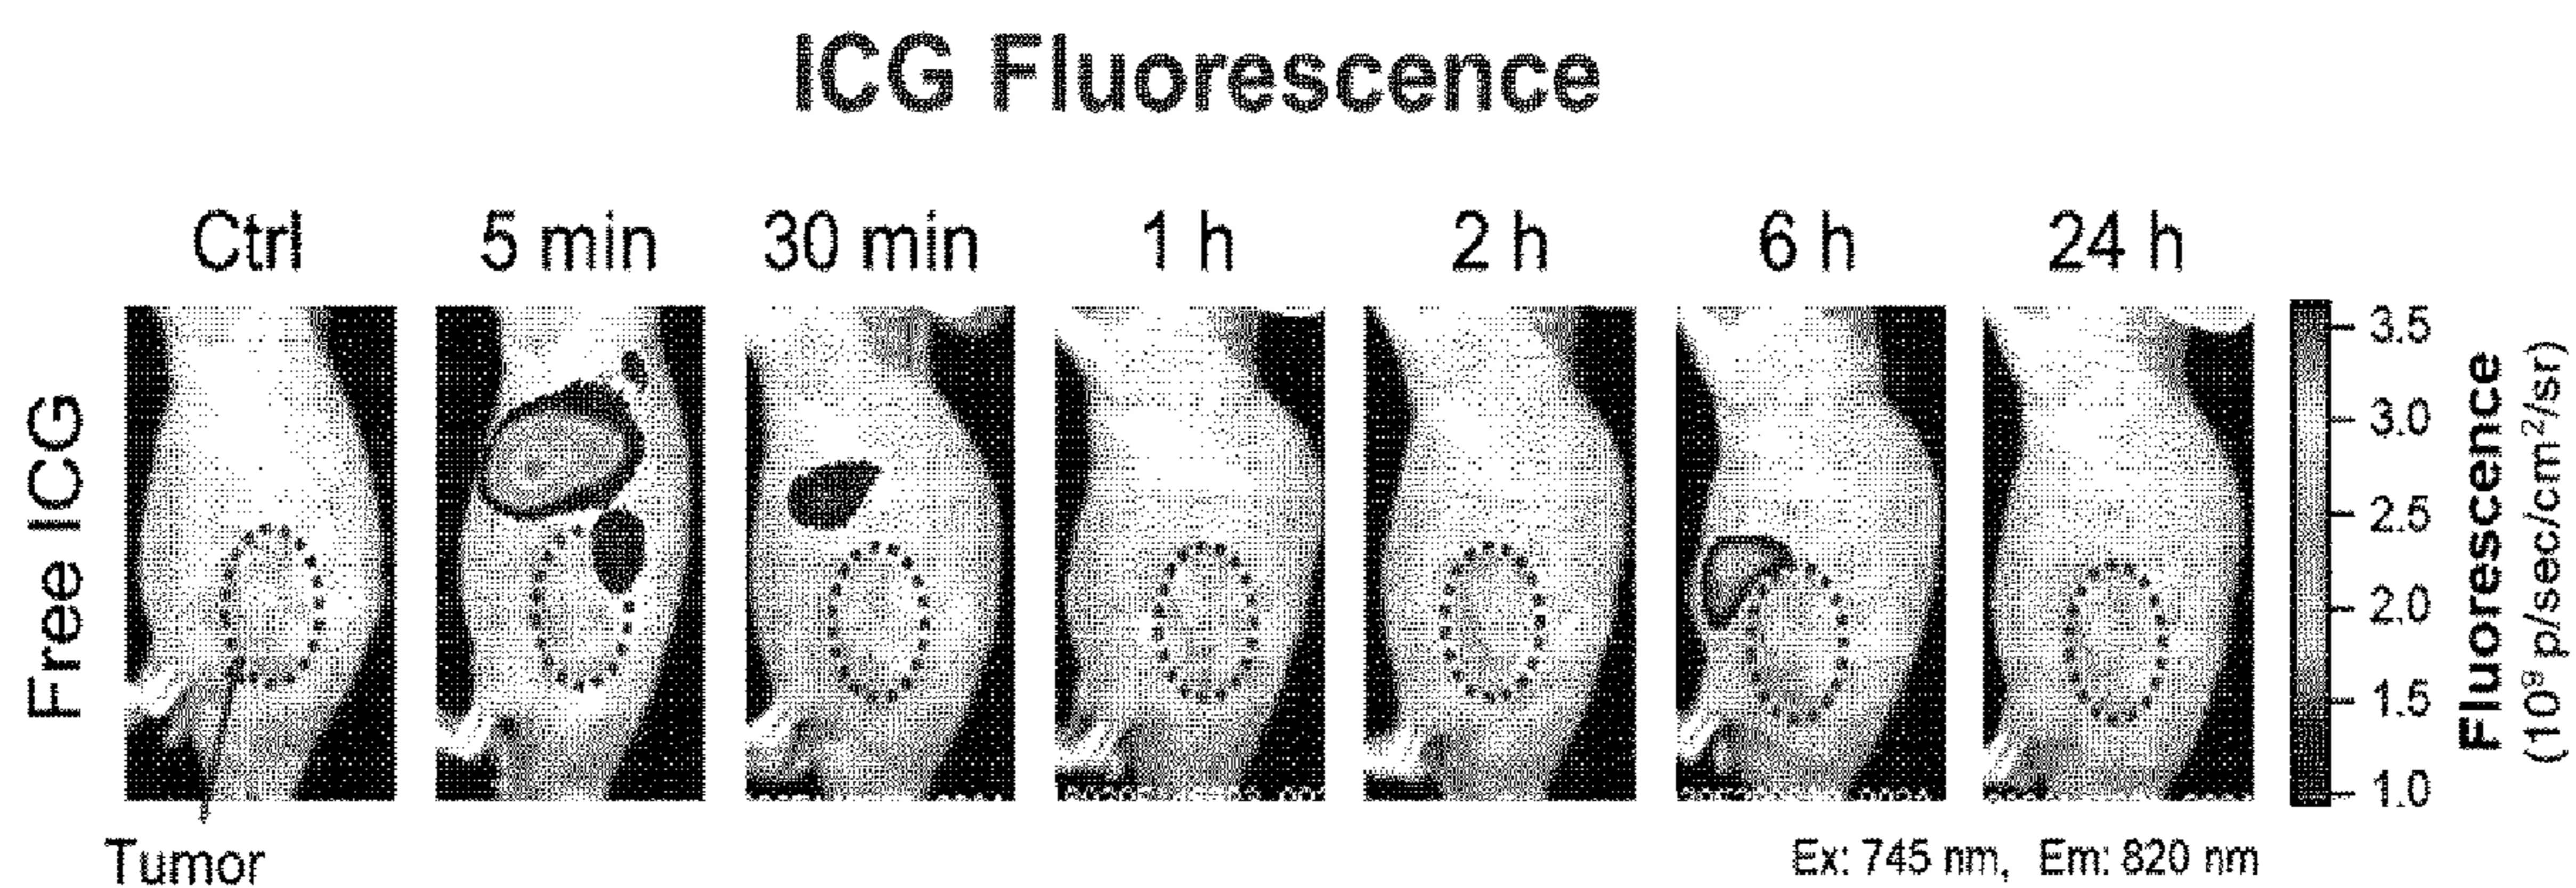 ICG Fluorescence
Ctrl
5 min
30 min
1 h
2 h
6 h
24 h
Free ICG
3.5
3.0
2.5
2.0
1.5
1.0
Fluorescence
(10⁹ p/sec/cm²/sr)
Tumor
Ex: 745 nm, Em: 820 nm